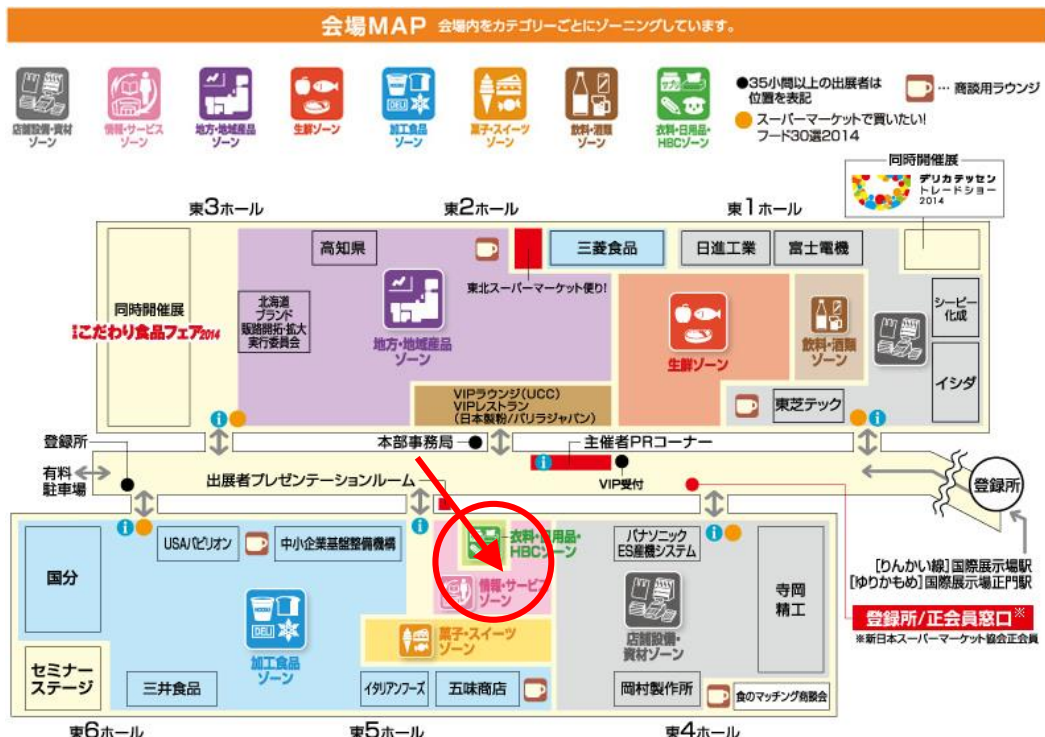 会場MAP 会場内をカテゴリーごとにゾーニングしています。
店舗設備・資材
ゾーン
情報・サービス
ゾーン
地方・地域産品
ゾーン
生鮮ゾーン
加工食品
ゾーン
菓子・スイーツ
ゾーン
飲料・酒類
ゾーン
衣料・日用品・
HBCゾーン
●35小間以上の出展者は
位置を表記
… 商談用ラウンジ
スーパーマーケットで買いたい!
フード30選2014
同時開催展
デリカテッセン
トレードショー
2014
東3ホール
東2ホール
東1ホール
同時開催展
こだわり食品フェア2014
高知県
北海道
ブランド
販路開拓・拡大
実行委員会
地方・地域産品
ゾーン
東北スーパーマーケット便り!
三菱食品
日進工業
富士電機
生鮮ゾーン
飲料・酒類
ゾーン
シーピー
化成
イシダ
東芝テック
VIPラウンジ(UCC)
VIPレストラン
(日本製粉/バリラジャパン)
登録所
本部事務局
主催者PRコーナー
有料
駐車場
出展者プレゼンテーションルーム
VIP受付
登録所
USAパビリオン
中小企業基盤整備機構
衣料・日用品・
HBCゾーン
パナソニック
ES産機システム
[りんかい線]国際展示場駅
[ゆりかもめ]国際展示場正門駅
国分
情報・サービス
ゾーン
寺岡
精工
登録所/正会員窓口※
※新日本スーパーマーケット協会正会員
DELI
加工食品
ゾーン
菓子・スイーツ
ゾーン
店舗設備・
資材ゾーン
セミナー
ステージ
三井食品
イタリアンフーズ
五味商店
岡村製作所
食のマッチング商談会
東6ホール
東5ホール
東4ホール